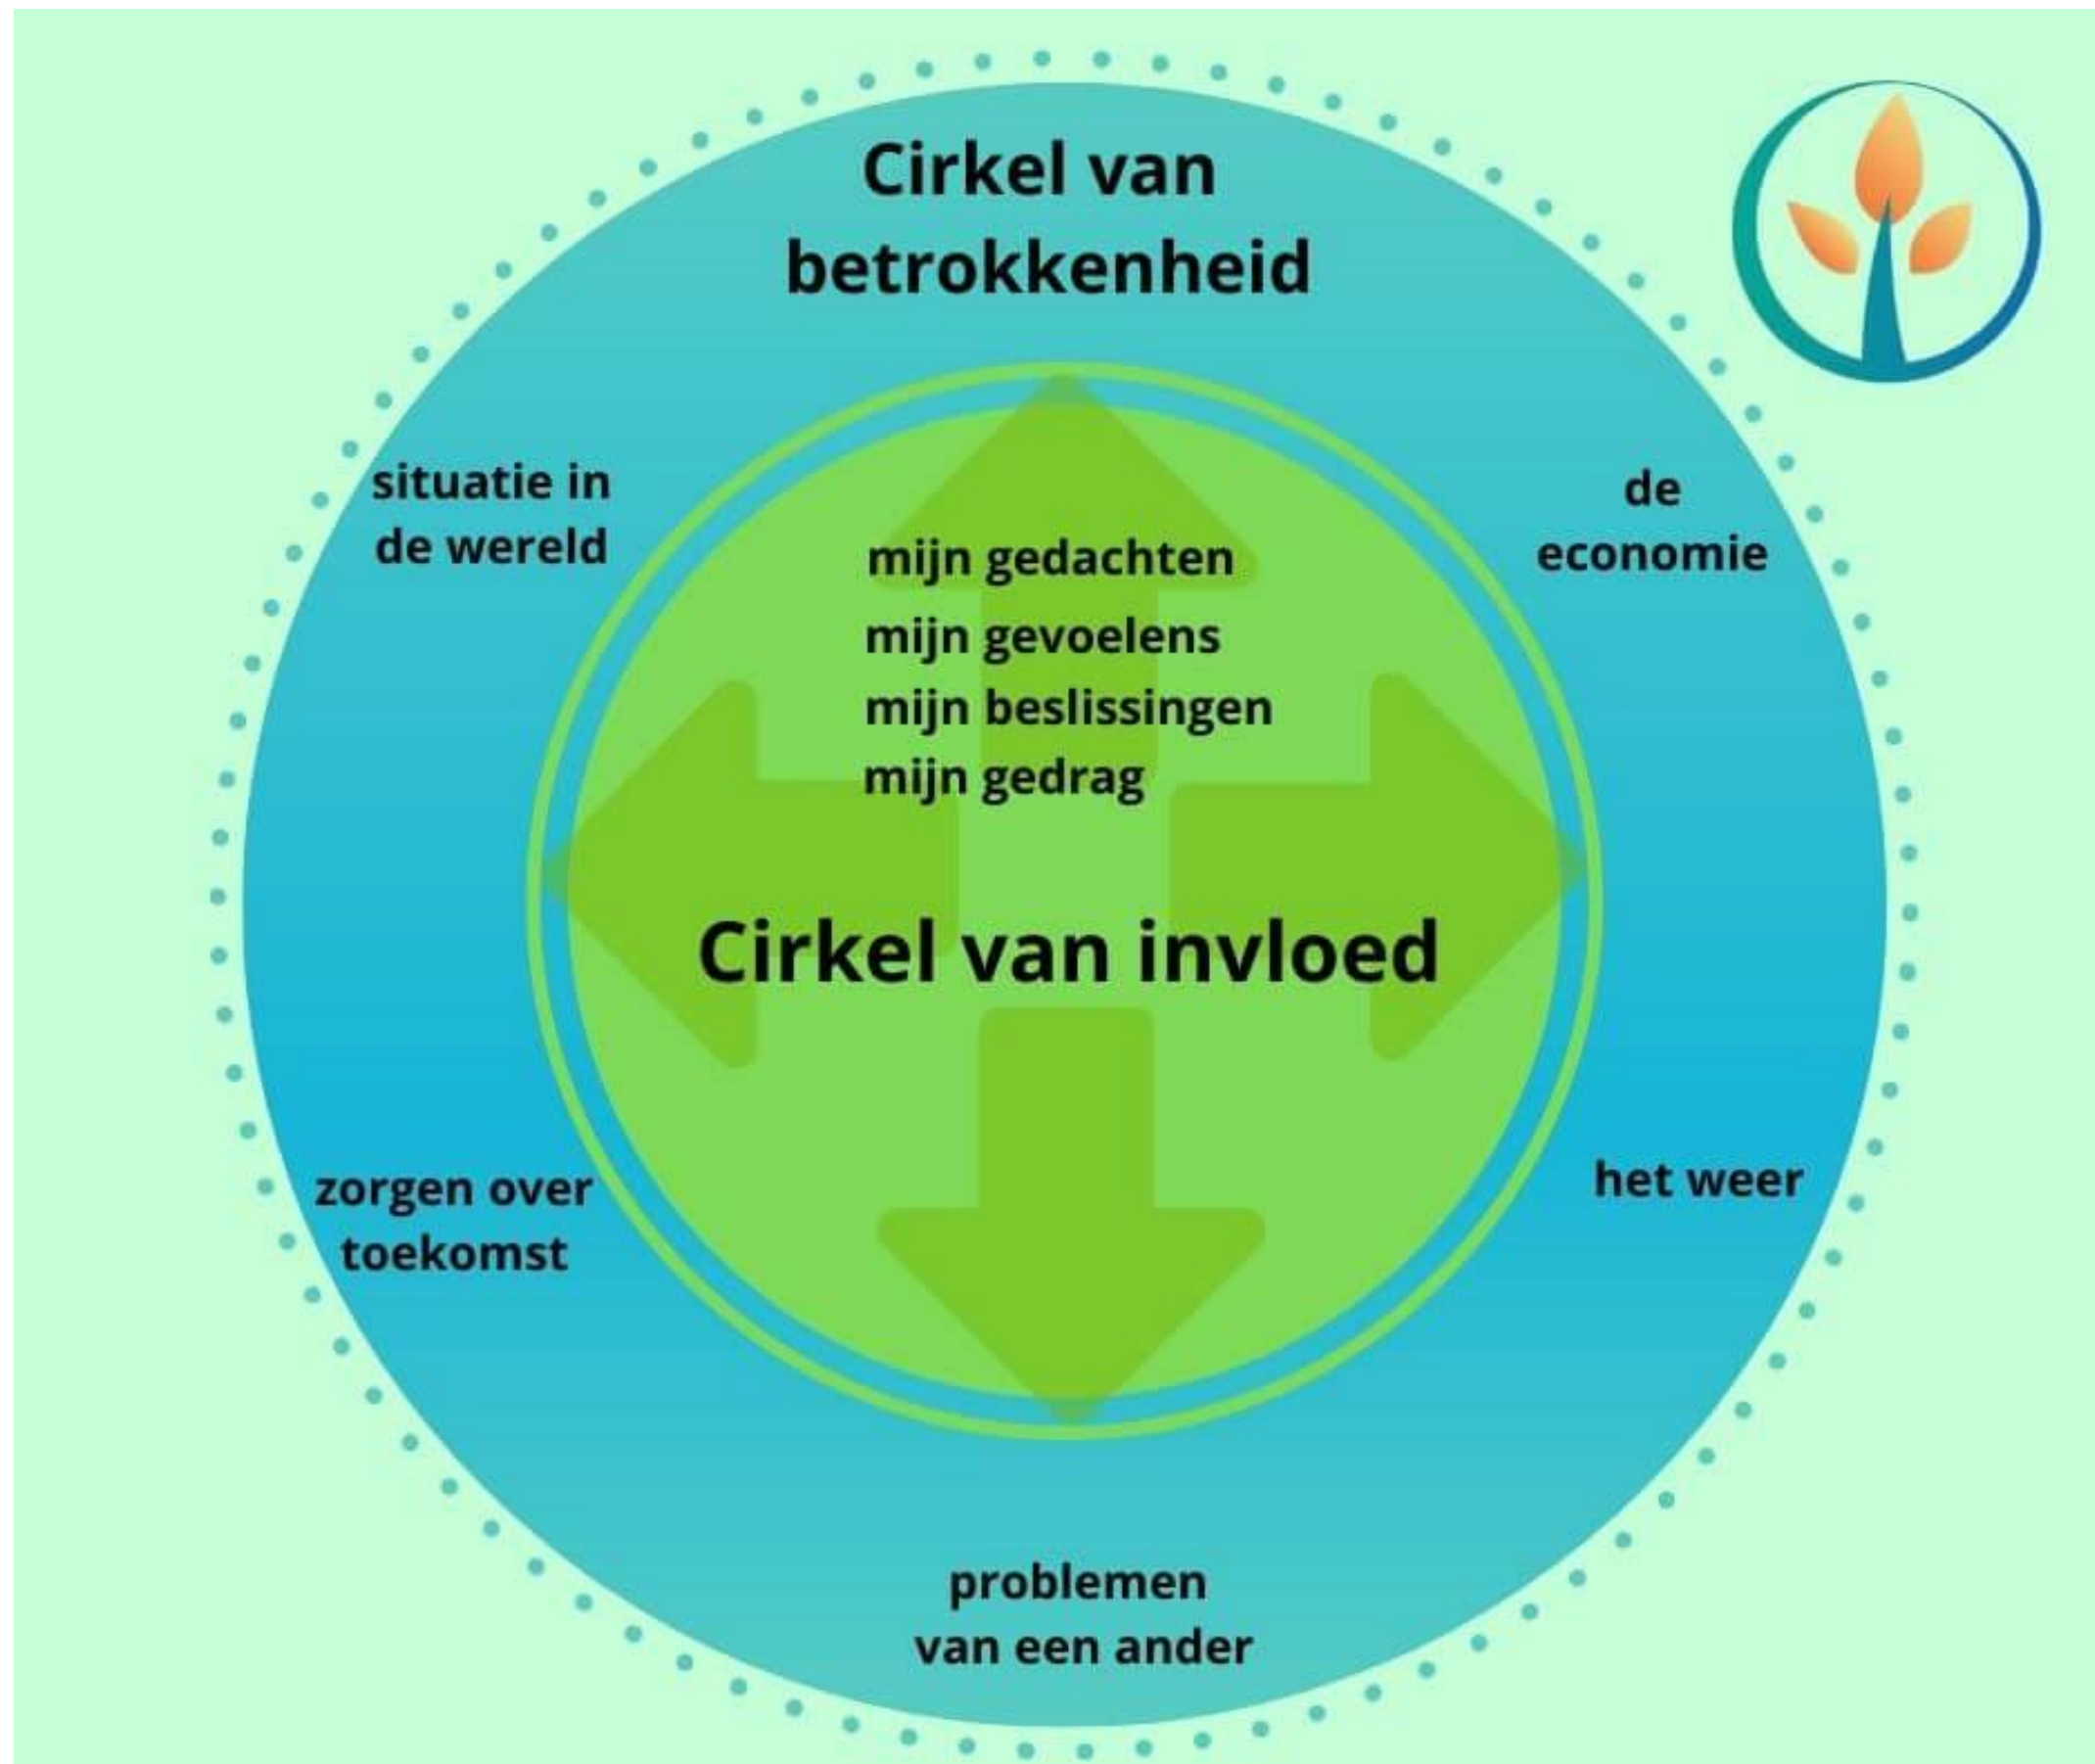 Cirkel van
betrokkenheid
situatie in
de wereld
de
economie
mijn gedachten
mijn gevoelens
mijn beslissingen
mijn gedrag
Cirkel van invloed
zorgen over
toekomst
het weer
problemen
van een ander